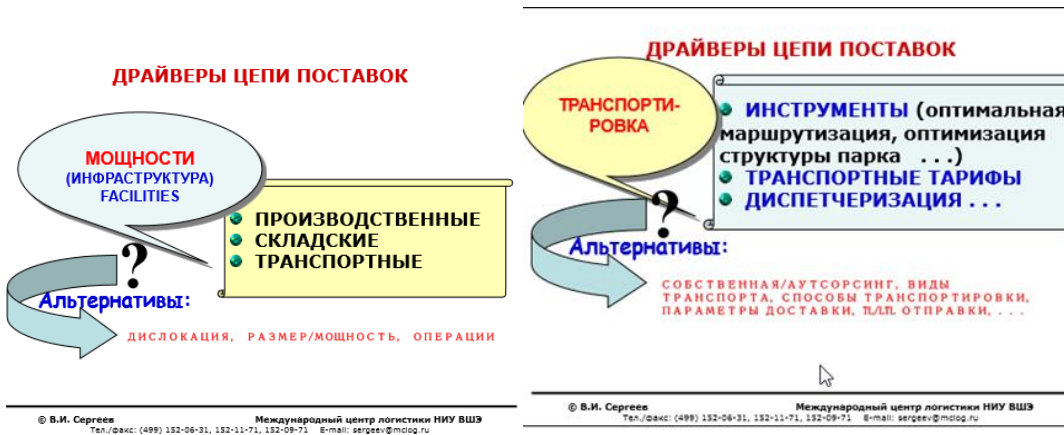 ДРАЙВЕРЫ ЦЕПИ ПОСТАВОК
МОЩНОСТИ
(ИНФРАСТРУКТУРА)
FACILITIES
ПРОИЗВОДСТВЕННЫЕ
СКЛАДСКИЕ
ТРАНСПОРТНЫЕ
?
Альтернативы:
ДИСЛОКАЦИЯ, РАЗМЕР/МОЩНОСТЬ, ОПЕРАЦИИ
© В.И. Сергеев Международный центр логистики НИУ ВШЭ
Тел./факс: (499) 152-06-31, 152-11-71, 152-09-71 E-mail: sergeev@mclog.ru
ДРАЙВЕРЫ ЦЕПИ ПОСТАВОК
ТРАНСПОРТИ-
РОВКА
ИНСТРУМЕНТЫ (оптимальная
маршрутизация, оптимизация
структуры парка . . .)
ТРАНСПОРТНЫЕ ТАРИФЫ
ДИСПЕТЧЕРИЗАЦИЯ . . .
?
Альтернативы:
СОБСТВЕННАЯ/АУТСОРСИНГ, ВИДЫ
ТРАНСПОРТА, СПОСОБЫ ТРАНСПОРТИРОВКИ,
ПАРАМЕТРЫ ДОСТАВКИ, TL/LTL ОТПРАВКИ, . . .
© В.И. Сергеев Международный центр логистики НИУ ВШЭ
Тел./факс: (499) 152-06-31, 152-11-71, 152-09-71 E-mail: sergeev@mclog.ru